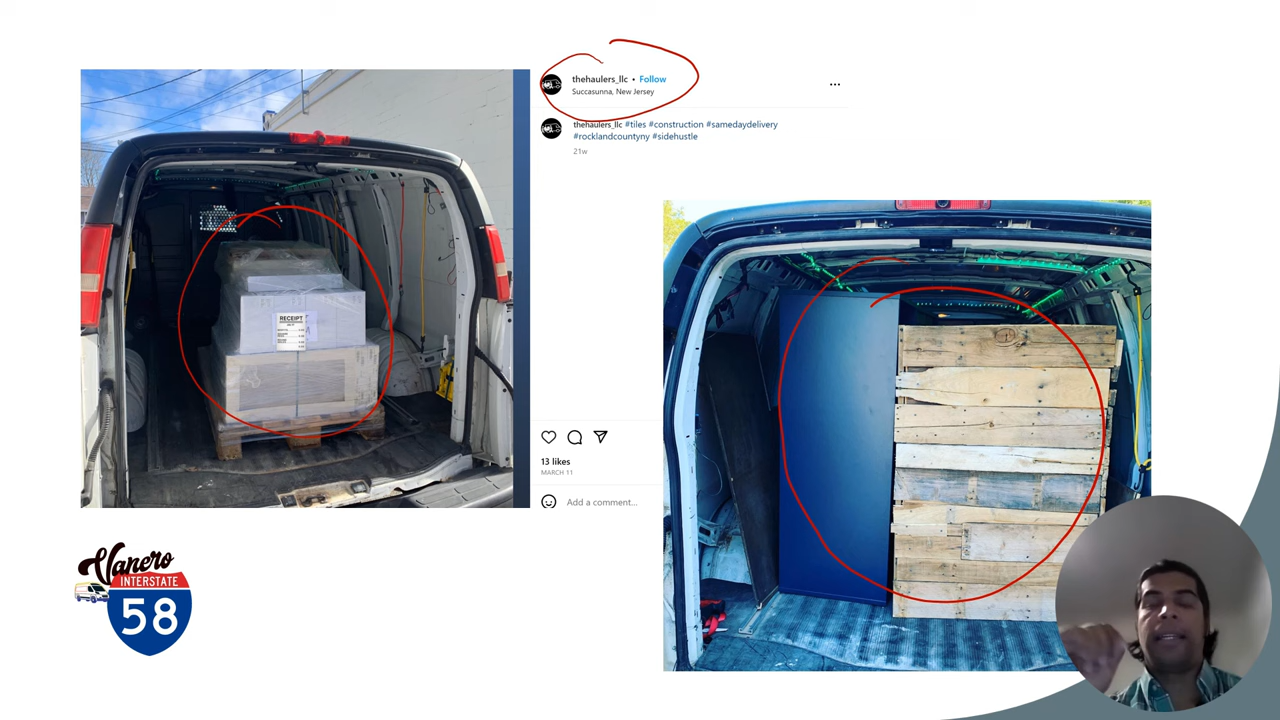 thehaulers_llc • Follow
Succasunna, New Jersey
thehaulers_llc #tiles #construction #samedaydelivery
#rocklandcountyny #sidehustle
21w
RECEIPT
13 likes
MARCH 11
Add a comment...
Vanero
INTERSTATE
58